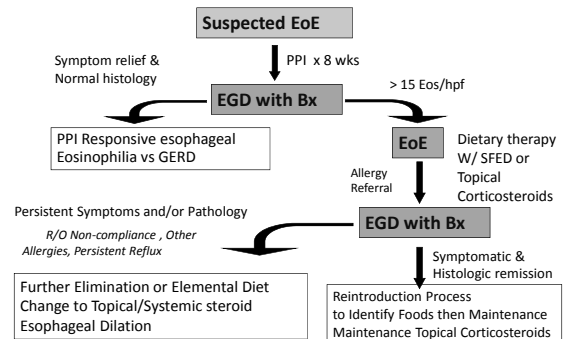 Suspected EoE
Symptom relief &
Normal histology
PPI x 8 wks
EGD with Bx
> 15 Eos/hpf
PPI Responsive esophageal
Eosinophilia vs GERD
EoE
Dietary therapy
W/ SFED or
Topical
Corticosteroids
Allergy
Referral
Persistent Symptoms and/or Pathology
EGD with Bx
R/O Non-compliance , Other
Allergies, Persistent Reflux
Symptomatic &
Histologic remission
Further Elimination or Elemental Diet
Change to Topical/Systemic steroid
Esophageal Dilation
Reintroduction Process
to Identify Foods then Maintenance
Maintenance Topical Corticosteroids